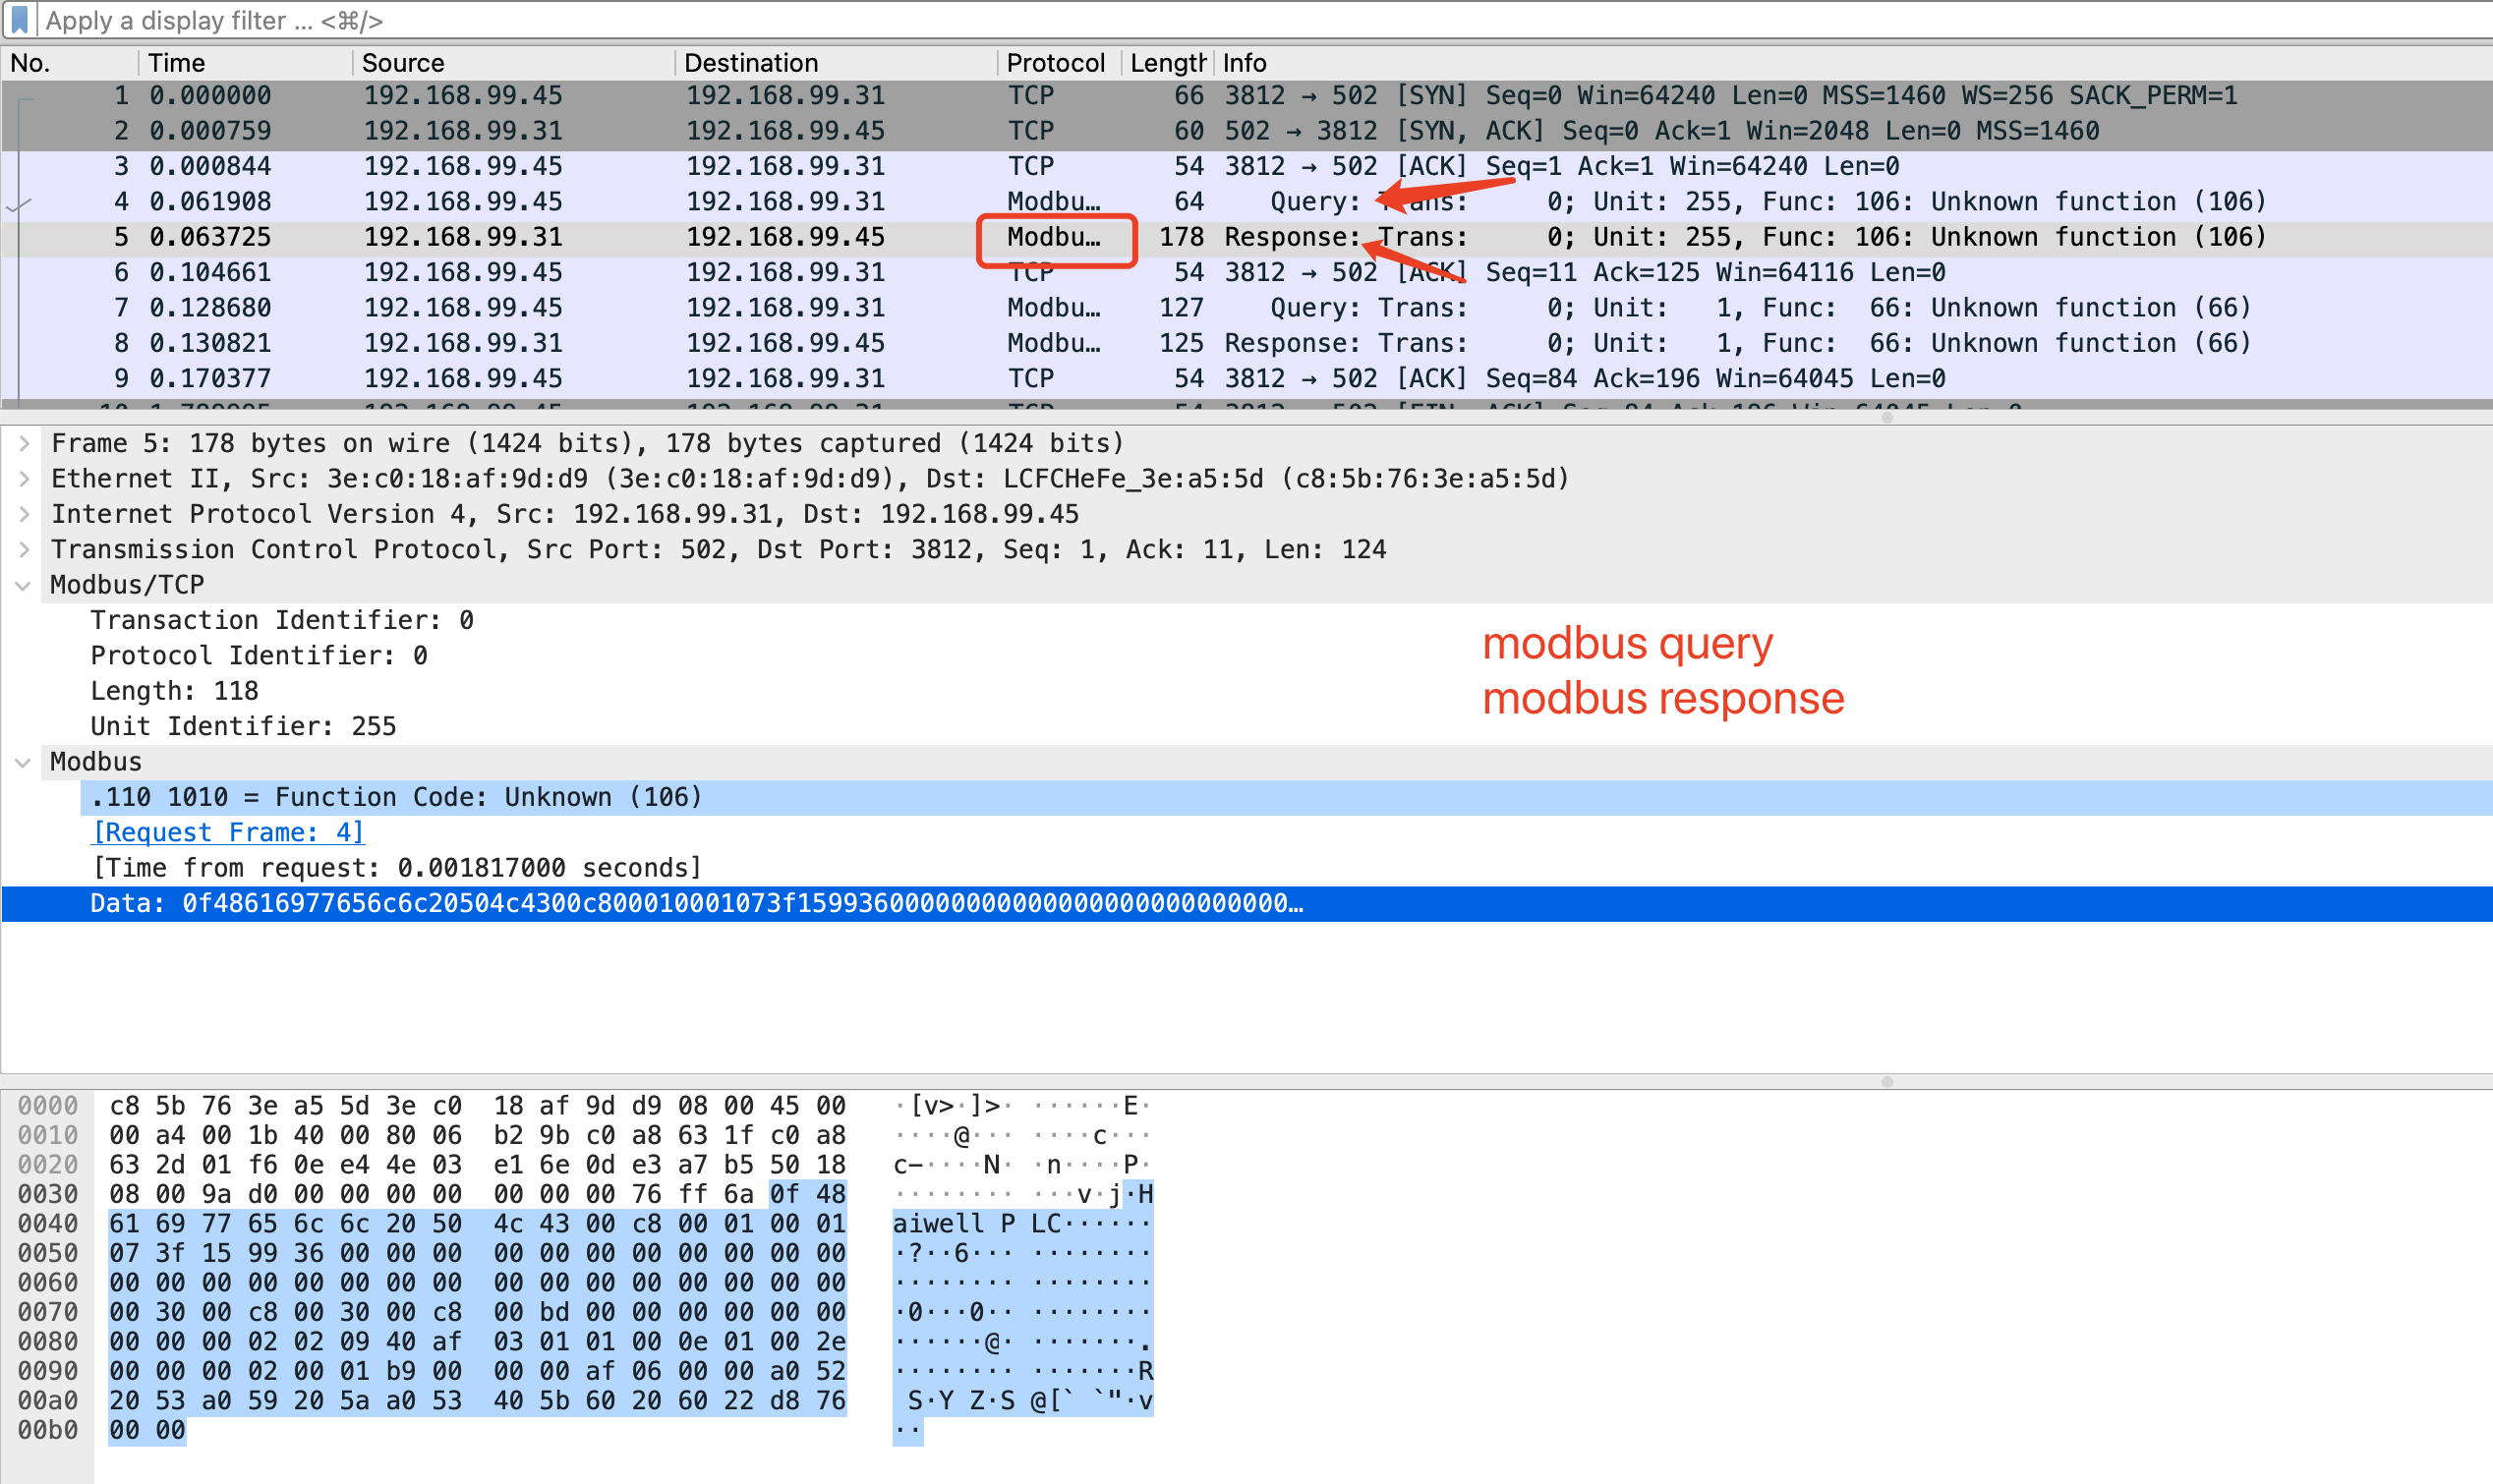 Apply a display filter … <⌘/>
No. Time Source Destination Protocol Length Info
1 0.000000 192.168.99.45 192.168.99.31 TCP 66 3812 → 502 [SYN] Seq=0 Win=64240 Len=0 MSS=1460 WS=256 SACK_PERM=1
2 0.000759 192.168.99.31 192.168.99.45 TCP 60 502 → 3812 [SYN, ACK] Seq=0 Ack=1 Win=2048 Len=0 MSS=1460
3 0.000844 192.168.99.45 192.168.99.31 TCP 54 3812 → 502 [ACK] Seq=1 Ack=1 Win=64240 Len=0
4 0.061908 192.168.99.45 192.168.99.31 Modbu… 64 Query: Trans: 0; Unit: 255, Func: 106: Unknown function (106)
5 0.063725 192.168.99.31 192.168.99.45 Modbu… 178 Response: Trans: 0; Unit: 255, Func: 106: Unknown function (106)
6 0.104661 192.168.99.45 192.168.99.31 TCP 54 3812 → 502 [ACK] Seq=11 Ack=125 Win=64116 Len=0
7 0.128680 192.168.99.45 192.168.99.31 Modbu… 127 Query: Trans: 0; Unit: 1, Func: 66: Unknown function (66)
8 0.130821 192.168.99.31 192.168.99.45 Modbu… 125 Response: Trans: 0; Unit: 1, Func: 66: Unknown function (66)
9 0.170377 192.168.99.45 192.168.99.31 TCP 54 3812 → 502 [ACK] Seq=84 Ack=196 Win=64045 Len=0
Frame 5: 178 bytes on wire (1424 bits), 178 bytes captured (1424 bits)
Ethernet II, Src: 3e:c0:18:af:9d:d9 (3e:c0:18:af:9d:d9), Dst: LCFCHeFe_3e:a5:5d (c8:5b:76:3e:a5:5d)
Internet Protocol Version 4, Src: 192.168.99.31, Dst: 192.168.99.45
Transmission Control Protocol, Src Port: 502, Dst Port: 3812, Seq: 1, Ack: 11, Len: 124
Modbus/TCP
Transaction Identifier: 0
Protocol Identifier: 0
Length: 118
Unit Identifier: 255
modbus query
modbus response
Modbus
.110 1010 = Function Code: Unknown (106)
[Request Frame: 4]
[Time from request: 0.001817000 seconds]
Data: 0f48616977656c6c20504c4300c800010001073f15993600000000000000000000000000…
0000 c8 5b 76 3e a5 5d 3e c0 18 af 9d d9 08 00 45 00 ·[v>·]>· ······E·
0010 00 a4 00 1b 40 00 80 06 b2 9b c0 a8 63 1f c0 a8 ····@··· ····c···
0020 63 2d 01 f6 0e e4 4e 03 e1 6e 0d e3 a7 b5 50 18 c-····N· ·n····P·
0030 08 00 9a d0 00 00 00 00 00 00 00 76 ff 6a 0f 48 ········ ···v·j·H
0040 61 69 77 65 6c 6c 20 50 4c 43 00 c8 00 01 00 01 aiwell P LC······
0050 07 3f 15 99 36 00 00 00 00 00 00 00 00 00 00 00 ·?··6··· ········
0060 00 00 00 00 00 00 00 00 00 00 00 00 00 00 00 00 ········ ········
0070 00 30 00 c8 00 30 00 c8 00 bd 00 00 00 00 00 00 ·0···0·· ········
0080 00 00 00 02 02 09 40 af 03 01 01 00 0e 01 00 2e ······@· ·······.
0090 00 00 00 02 00 01 b9 00 00 00 af 06 00 00 a0 52 ········ ·······R
00a0 20 53 a0 59 20 5a a0 53 40 5b 60 20 60 22 d8 76 S·Y Z·S @[` `"·v
00b0 00 00 ··